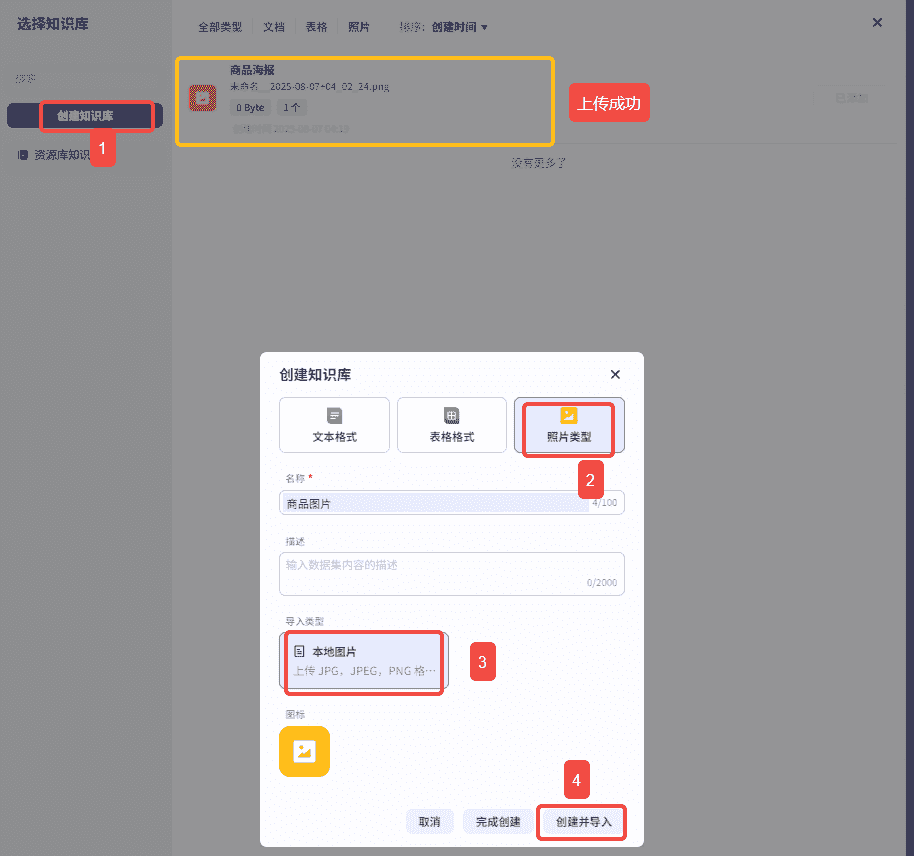 选择知识库
全部类型 文档 表格 照片 排序: 创建时间
商品海报
0 Byte 1 个
上传成功
创建知识库
1
资源库知识
没有更多了
创建知识库
文本格式 表格格式 照片类型
2
名称 *
商品图片 4/100
描述
输入数据集内容的描述
0/2000
导入类型
本地图片
上传 JPG，JPEG，PNG 格…
3
图标
4
取消 完成创建 创建并导入